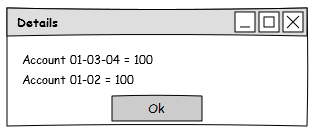 Details
Account 01-03-04 = 100
Account 01-02 = 100
Ok